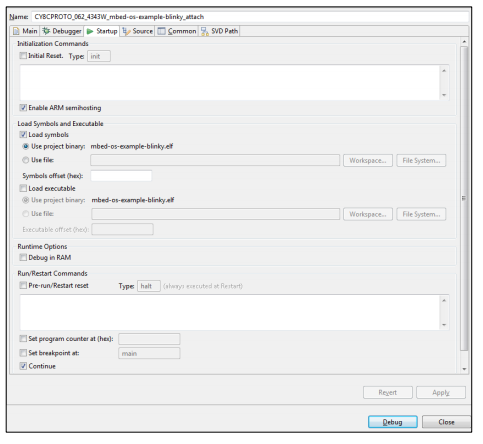 Name: CYBCPROTO_062_4343W_mbed-os-example-blinky_attach
Main Debugger Startup Source Common SVD Path
Initialization Commands
Initial Reset. Type: init
Enable ARM semihosting
Load Symbols and Executable
Load symbols
Use project binary: mbed-os-example-blinky.elf
Use file: Workspace... File System...
Symbols offset (hex):
Load executable
Use project binary: mbed-os-example-blinky.elf
Use file: Workspace... File System...
Executable offset (hex):
Runtime Options
Debug in RAM
Run/Restart Commands
Pre-run/Restart reset Type: halt (always executed at Restart)
Set program counter at (hex):
Set breakpoint at: main
Continue
Revert Apply
Debug Close